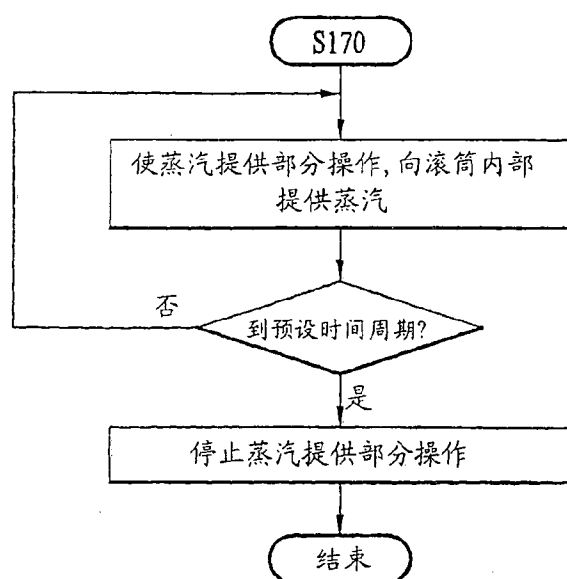 S170
使蒸汽提供部分操作,向滚筒内部
提供蒸汽
否
到预设时间周期?
是
停止蒸汽提供部分操作
结束